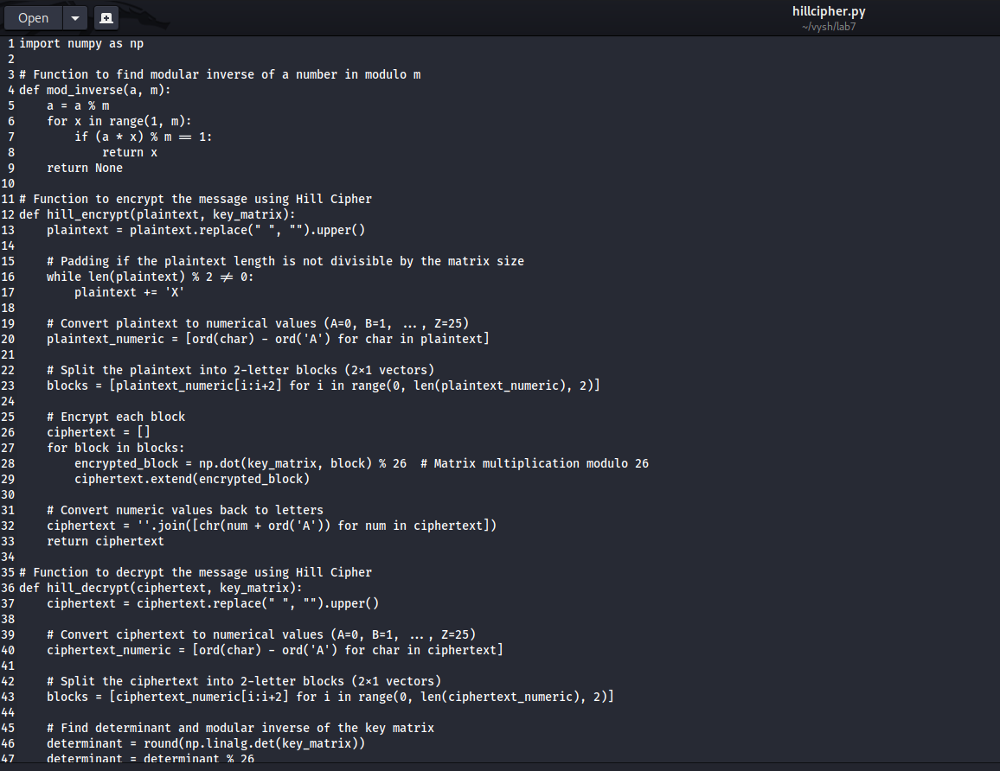 Open
hillcipher.py
~/vysh/lab7
1 import numpy as np
2
3 # Function to find modular inverse of a number in modulo m
4 def mod_inverse(a, m):
5     a = a % m
6     for x in range(1, m):
7         if (a * x) % m == 1:
8             return x
9     return None
10
11 # Function to encrypt the message using Hill Cipher
12 def hill_encrypt(plaintext, key_matrix):
13     plaintext = plaintext.replace(" ", "").upper()
14
15     # Padding if the plaintext length is not divisible by the matrix size
16     while len(plaintext) % 2 != 0:
17         plaintext += 'X'
18
19     # Convert plaintext to numerical values (A=0, B=1, ..., Z=25)
20     plaintext_numeric = [ord(char) - ord('A') for char in plaintext]
21
22     # Split the plaintext into 2-letter blocks (2×1 vectors)
23     blocks = [plaintext_numeric[i:i+2] for i in range(0, len(plaintext_numeric), 2)]
24
25     # Encrypt each block
26     ciphertext = []
27     for block in blocks:
28         encrypted_block = np.dot(key_matrix, block) % 26  # Matrix multiplication modulo 26
29         ciphertext.extend(encrypted_block)
30
31     # Convert numeric values back to letters
32     ciphertext = ''.join([chr(num + ord('A')) for num in ciphertext])
33     return ciphertext
34
35 # Function to decrypt the message using Hill Cipher
36 def hill_decrypt(ciphertext, key_matrix):
37     ciphertext = ciphertext.replace(" ", "").upper()
38
39     # Convert ciphertext to numerical values (A=0, B=1, ..., Z=25)
40     ciphertext_numeric = [ord(char) - ord('A') for char in ciphertext]
41
42     # Split the ciphertext into 2-letter blocks (2×1 vectors)
43     blocks = [ciphertext_numeric[i:i+2] for i in range(0, len(ciphertext_numeric), 2)]
44
45     # Find determinant and modular inverse of the key matrix
46     determinant = round(np.linalg.det(key_matrix))
47     determinant = determinant % 26